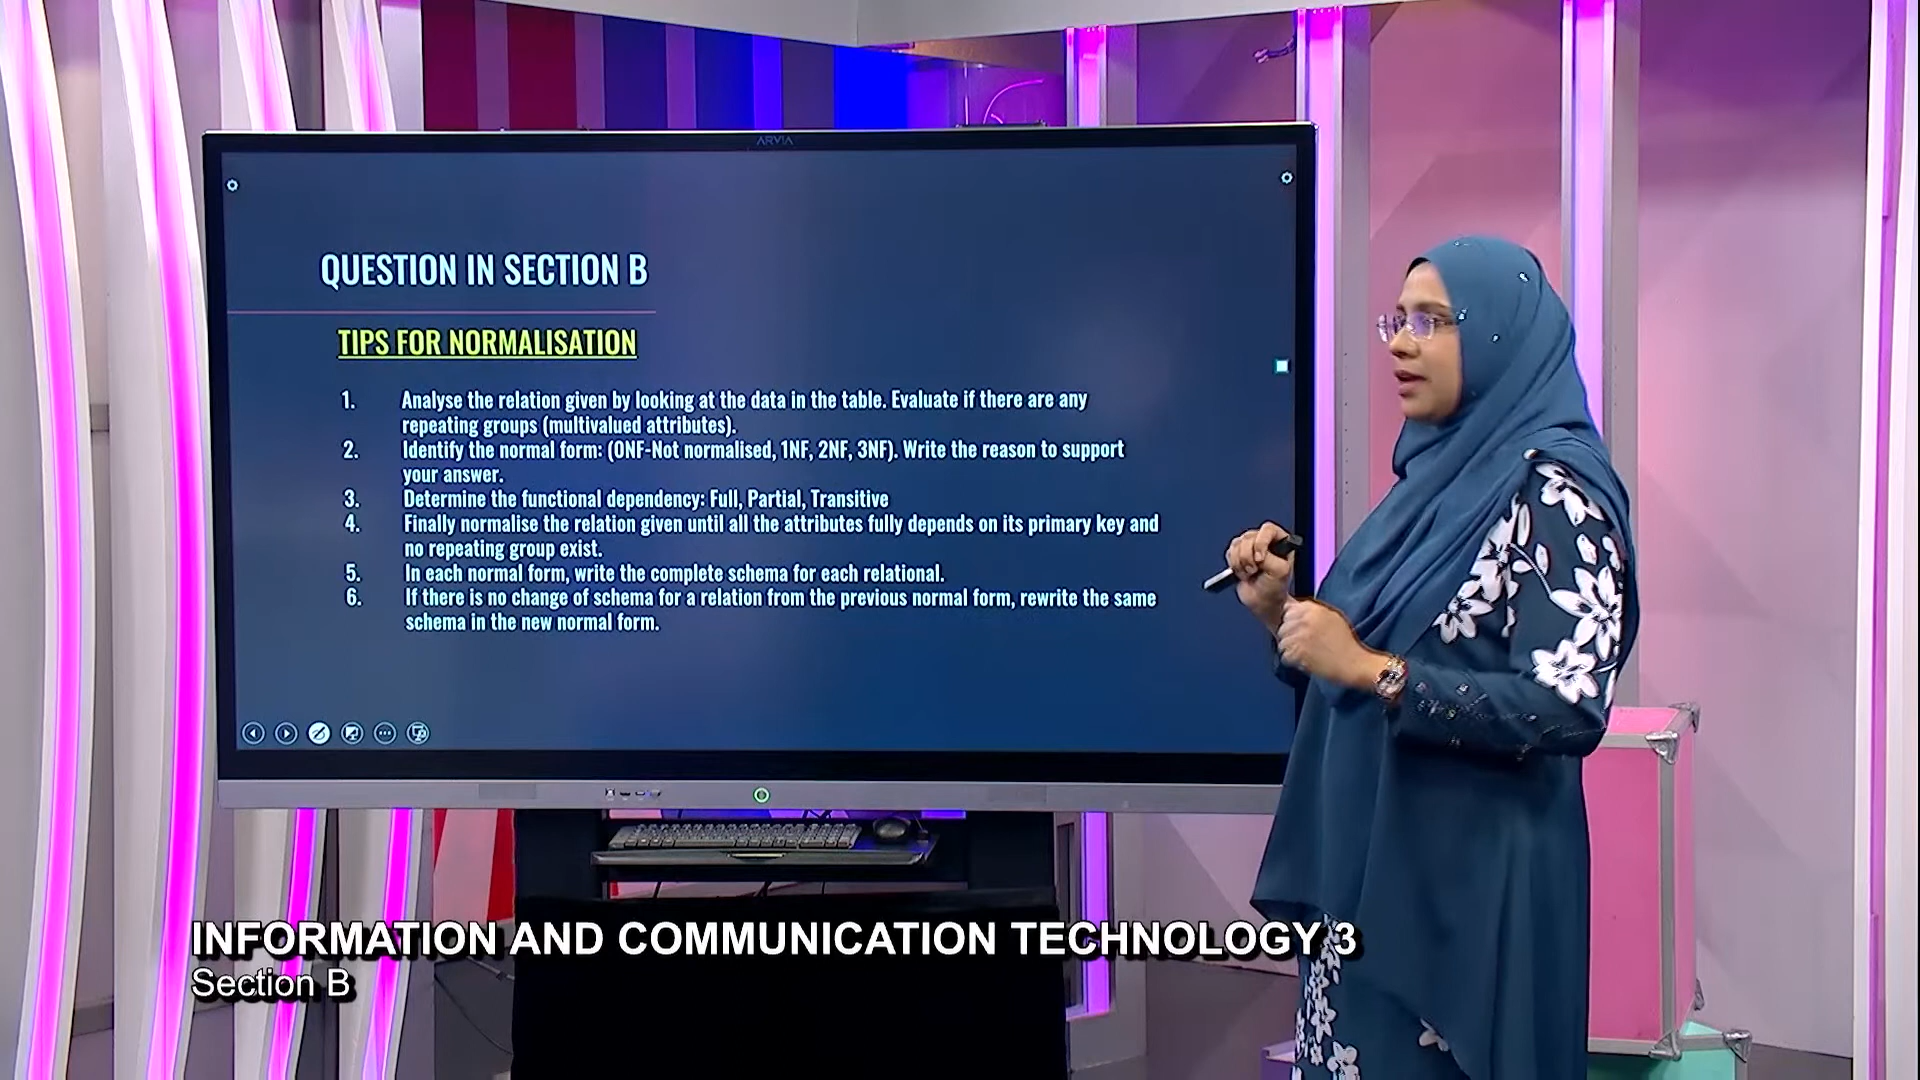 ARVIA
QUESTION IN SECTION B
TIPS FOR NORMALISATION
1. Analyse the relation given by looking at the data in the table. Evaluate if there are any
repeating groups (multivalued attributes).
2. Identify the normal form: (0NF-Not normalised, 1NF, 2NF, 3NF). Write the reason to support
your answer.
3. Determine the functional dependency: Full, Partial, Transitive
4. Finally normalise the relation given until all the attributes fully depends on its primary key and
no repeating group exist.
5. In each normal form, write the complete schema for each relational.
6. If there is no change of schema for a relation from the previous normal form, rewrite the same
schema in the new normal form.
INFORMATION AND COMMUNICATION TECHNOLOGY 3
Section B